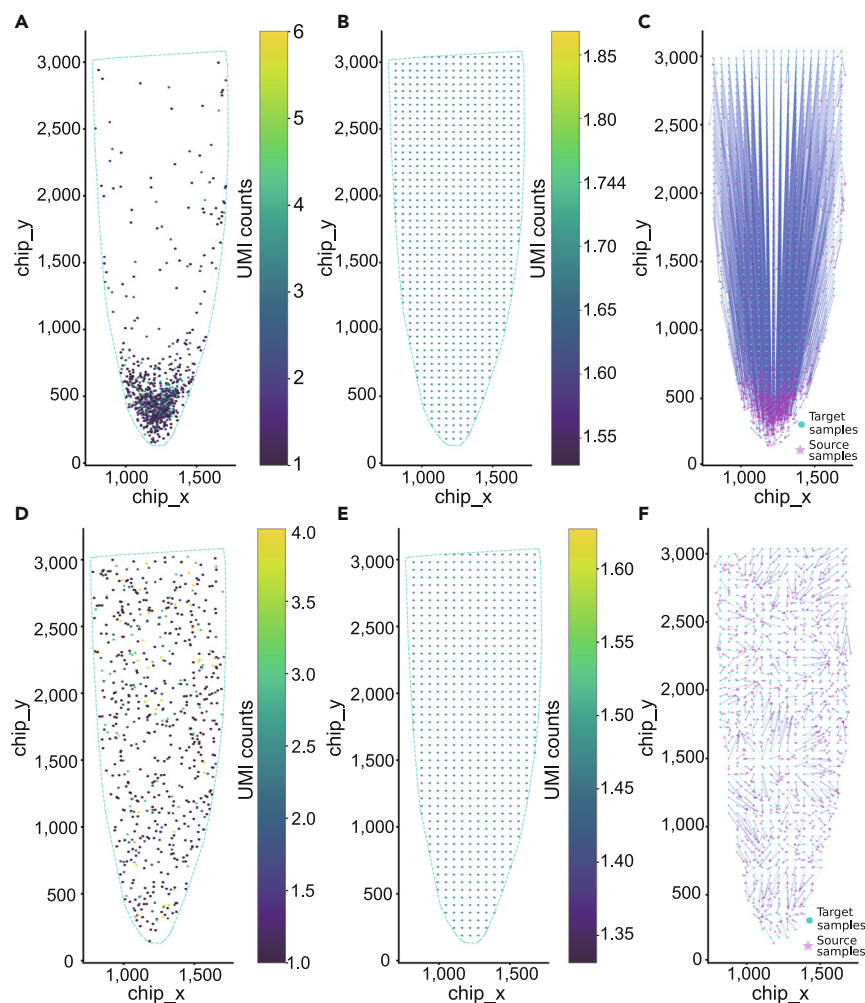 A
B
C
3,000
2,500
2,000
1,500
1,000
500
0
chip_y
1,000
1,500
chip_x
6
5
4
3
2
1
UMI counts
3,000
2,500
2,000
1,500
1,000
500
0
chip_y
1,000
1,500
chip_x
1.85
1.80
1.744
1.70
1.65
1.60
1.55
UMI counts
3,000
2,500
2,000
1,500
1,000
500
0
chip_y
1,000
1,500
chip_x
Target
samples
Source
samples
D
E
F
3,000
2,500
2,000
1,500
1,000
500
0
chip_y
1,000
1,500
chip_x
4.0
3.5
3.0
2.5
2.0
1.5
1.0
UMI counts
3,000
2,500
2,000
1,500
1,000
500
0
chip_y
1,000
1,500
chip_x
1.60
1.55
1.50
1.45
1.40
1.35
UMI counts
3,000
2,500
2,000
1,500
1,000
500
0
chip_y
1,000
1,500
chip_x
Target
samples
Source
samples